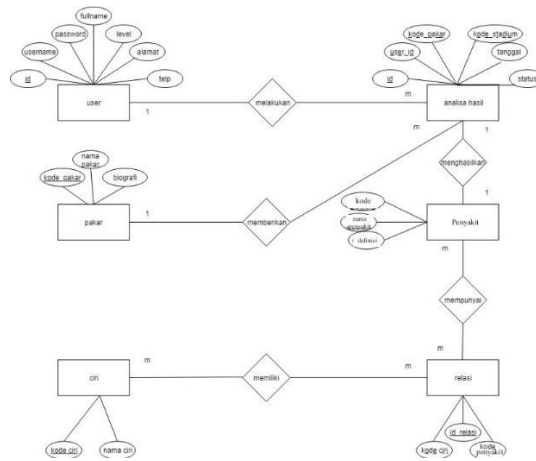 fullname
password
level
username
alamat
id
telp
user
1
melakukan
m
kode_pakar
kode_stadium
user_id
tanggal
id
status
analisa hasil
m
1
menghasilkan
1
nama
pakar
kode_pakar
biografi
pakar
1
memberikan
kode
nama
penyakit
definisi
Penyakit
m
mempunyai
m
ciri
m
memiliki
m
relasi
kode ciri
nama ciri
id_relasi
kode ciri
kode
penyakit